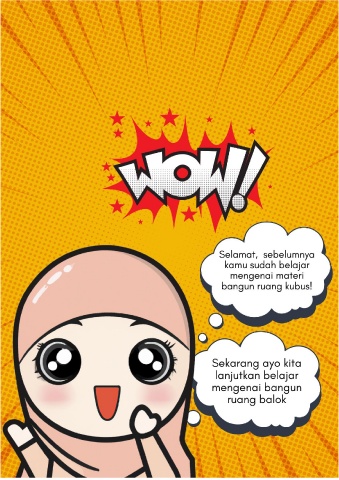 WOW!!
Selamat, sebelumnya
kamu sudah belajar
mengenai materi
bangun ruang kubus!
Sekarang ayo kita
lanjutkan belajar
mengenai bangun
ruang balok